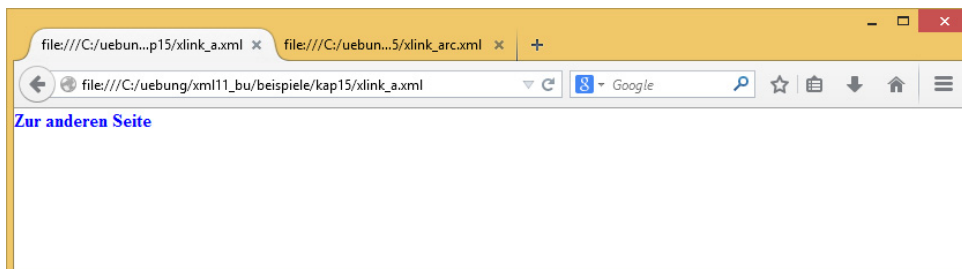 file:///C:/uebun...p15/xlink_a.xml
file:///C:/uebun...5/xlink_arc.xml
file:///C:/uebung/xml11_bu/beispiele/kap15/xlink_a.xml
8
Google
Zur anderen Seite